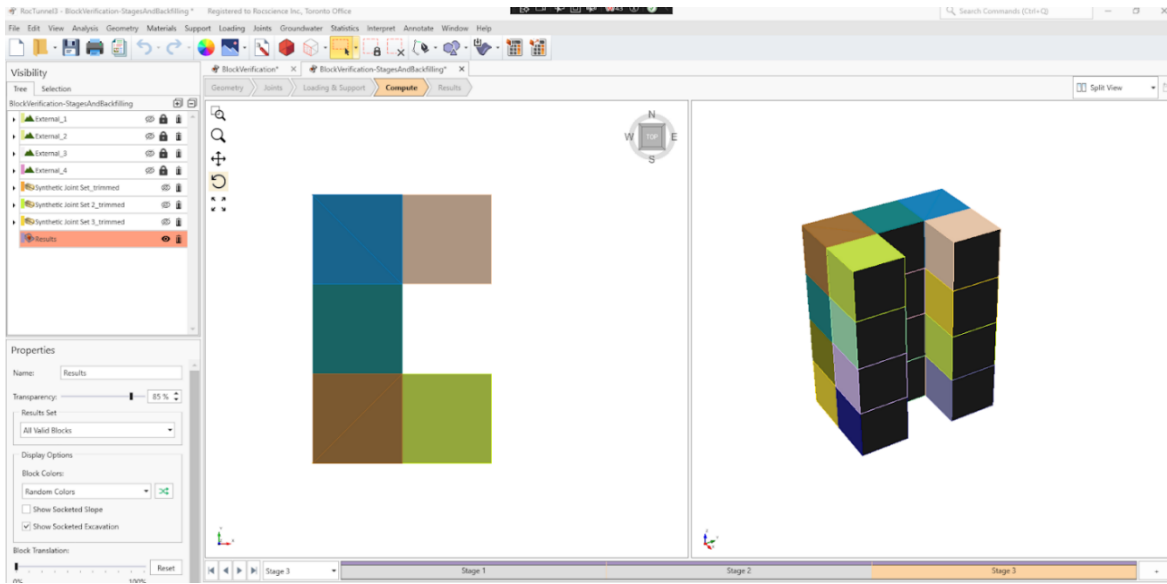 RocTunnel3 - BlockVerification-StagesAndBackfilling * Registered to Rocscience Inc., Toronto Office
Search Commands (Ctrl+Q)
File Edit View Analysis Geometry Materials Support Loading Joints Groundwater Statistics Interpret Annotate Window Help
Visibility
BlockVerification* × BlockVerification-StagesAndBackfilling* ×
Tree Selection
Geometry Joints Loading & Support Compute Results
Split View
BlockVerification-StagesAndBackfilling
External_1
External_2
External_3
External_4
Synthetic Joint Set_trimmed
Synthetic Joint Set 2_trimmed
Synthetic Joint Set 3_trimmed
Results
N
W TOP E
S
Properties
Name: Results
Transparency: 85 %
Results Set
All Valid Blocks
Display Options
Block Colors:
Random Colors
Show Socketed Slope
Show Socketed Excavation
Block Translation:
Reset
0% 100%
Stage 3 Stage 1 Stage 2 Stage 3